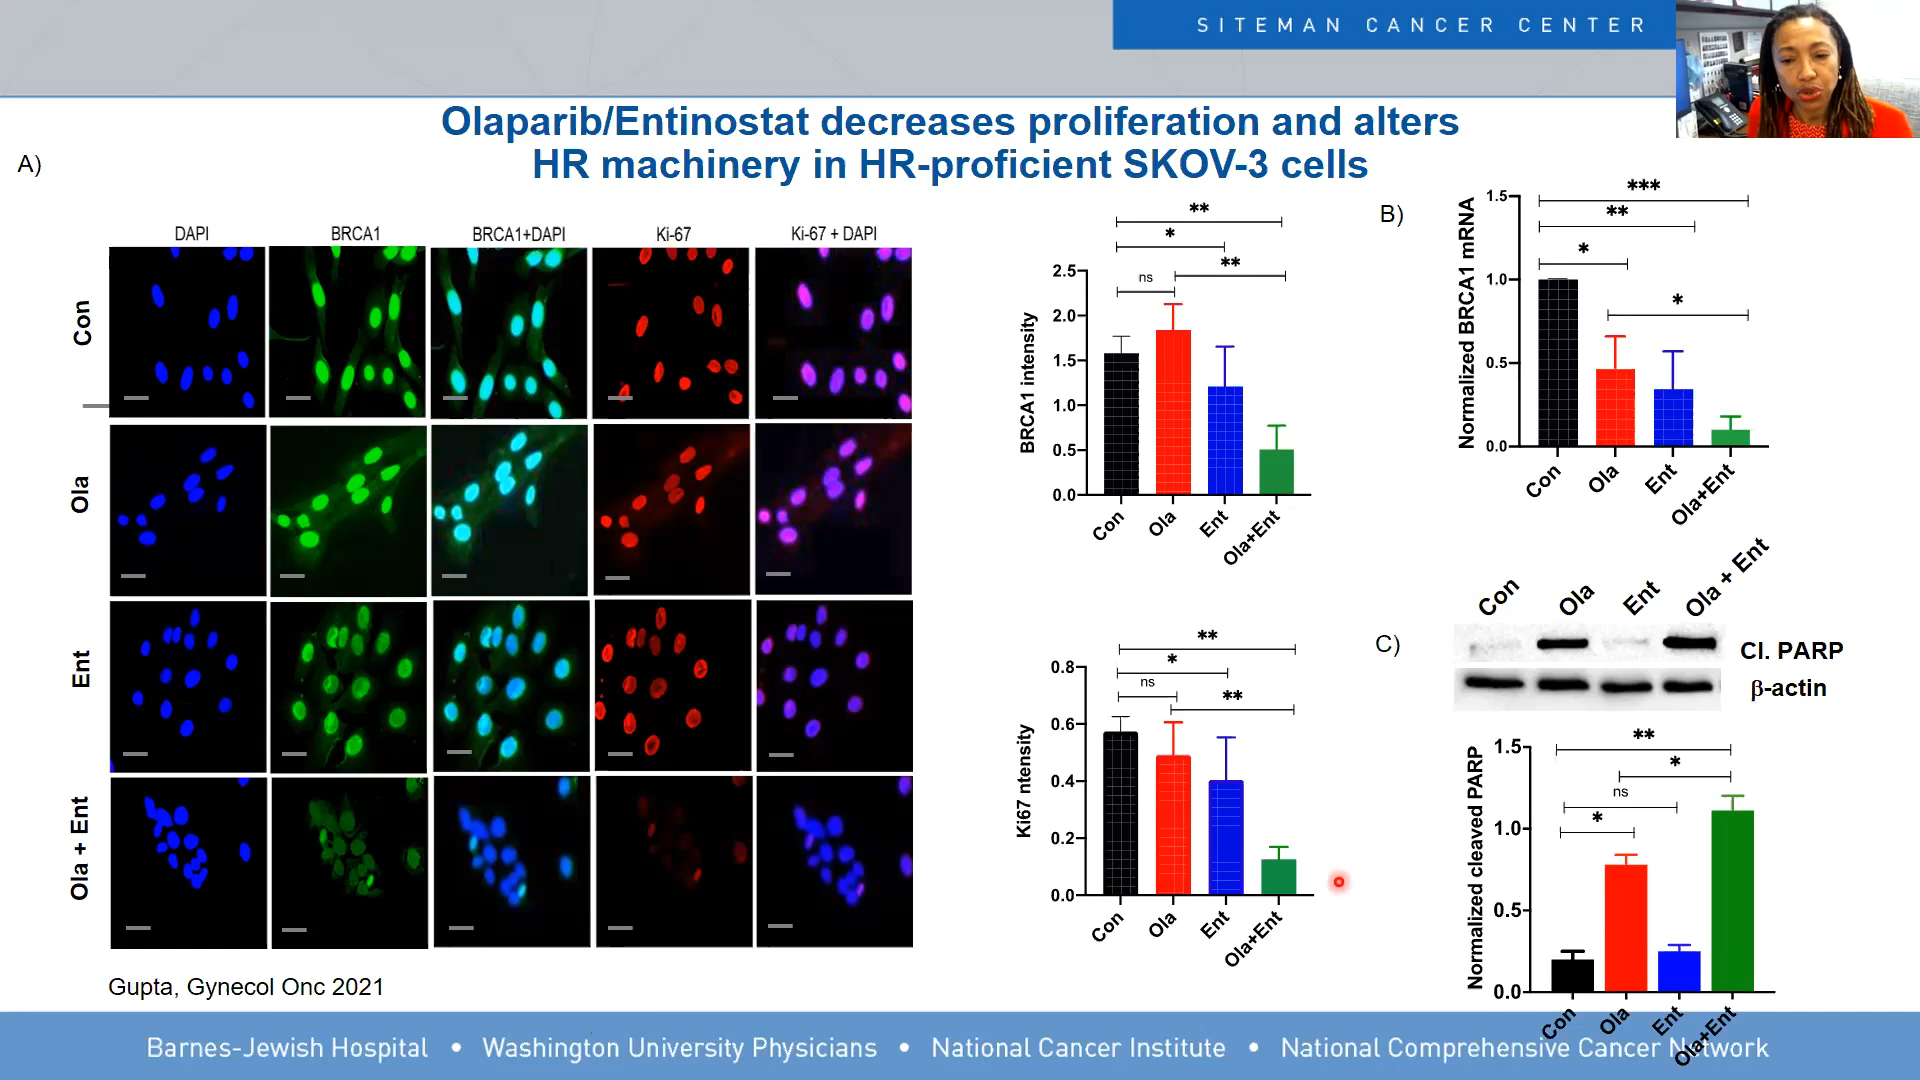 SITEMAN CANCER CENTER
Olaparib/Entinostat decreases proliferation and alters
HR machinery in HR-proficient SKOV-3 cells
A)
DAPI BRCA1 BRCA1+DAPI Ki-67 Ki-67 + DAPI
Con
Ola
Ent
Ola + Ent
**
*
**
ns
2.5
2.0
1.5
1.0
0.5
0.0
BRCA1 intensity
Con Ola Ent Ola+Ent
**
*
ns
**
0.8
0.6
0.4
0.2
0.0
Ki67 ntensity
Con Ola Ent Ola+Ent
B)
***
**
*
*
1.5
1.0
0.5
0.0
Normalized BRCA1 mRNA
Con Ola Ent Ola+Ent
C)
Con Ola Ent Ola + Ent
Cl. PARP
β-actin
**
*
ns
*
1.5
1.0
0.5
0.0
Normalized cleaved PARP
Con Ola Ent Ola+Ent
Gupta, Gynecol Onc 2021
Barnes-Jewish Hospital • Washington University Physicians • National Cancer Institute • National Comprehensive Cancer Network